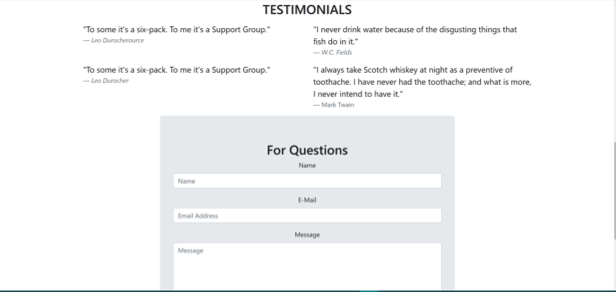 TESTIMONIALS
"To some it's a six-pack. To me it's a Support Group."
— Leo Durocherource
"I never drink water because of the disgusting things that
fish do in it."
— W.C. Fields
"To some it's a six-pack. To me it's a Support Group."
— Leo Durocher
"I always take Scotch whiskey at night as a preventive of
toothache. I have never had the toothache; and what is more,
I never intend to have it."
— Mark Twain
For Questions
Name
Name
E-Mail
Email Address
Message
Message